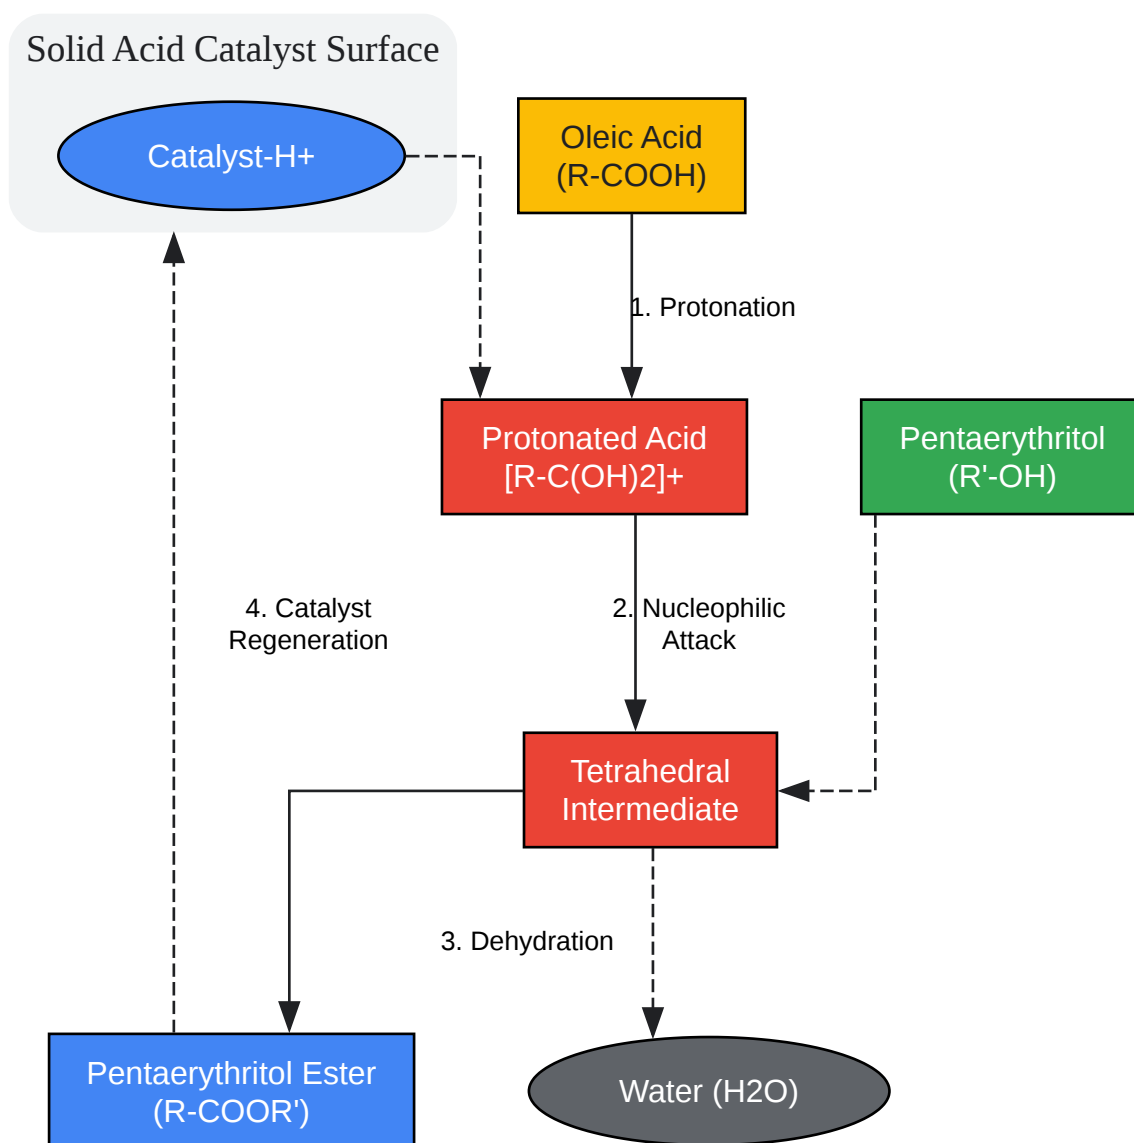 Solid Acid Catalyst Surface
Catalyst-H+
Oleic Acid
(R-COOH)
1. Protonation
Protonated Acid
[R-C(OH)2]+
Pentaerythritol
(R'-OH)
4. Catalyst
Regeneration
2. Nucleophilic
Attack
Tetrahedral
Intermediate
3. Dehydration
Pentaerythritol Ester
(R-COOR')
Water (H2O)